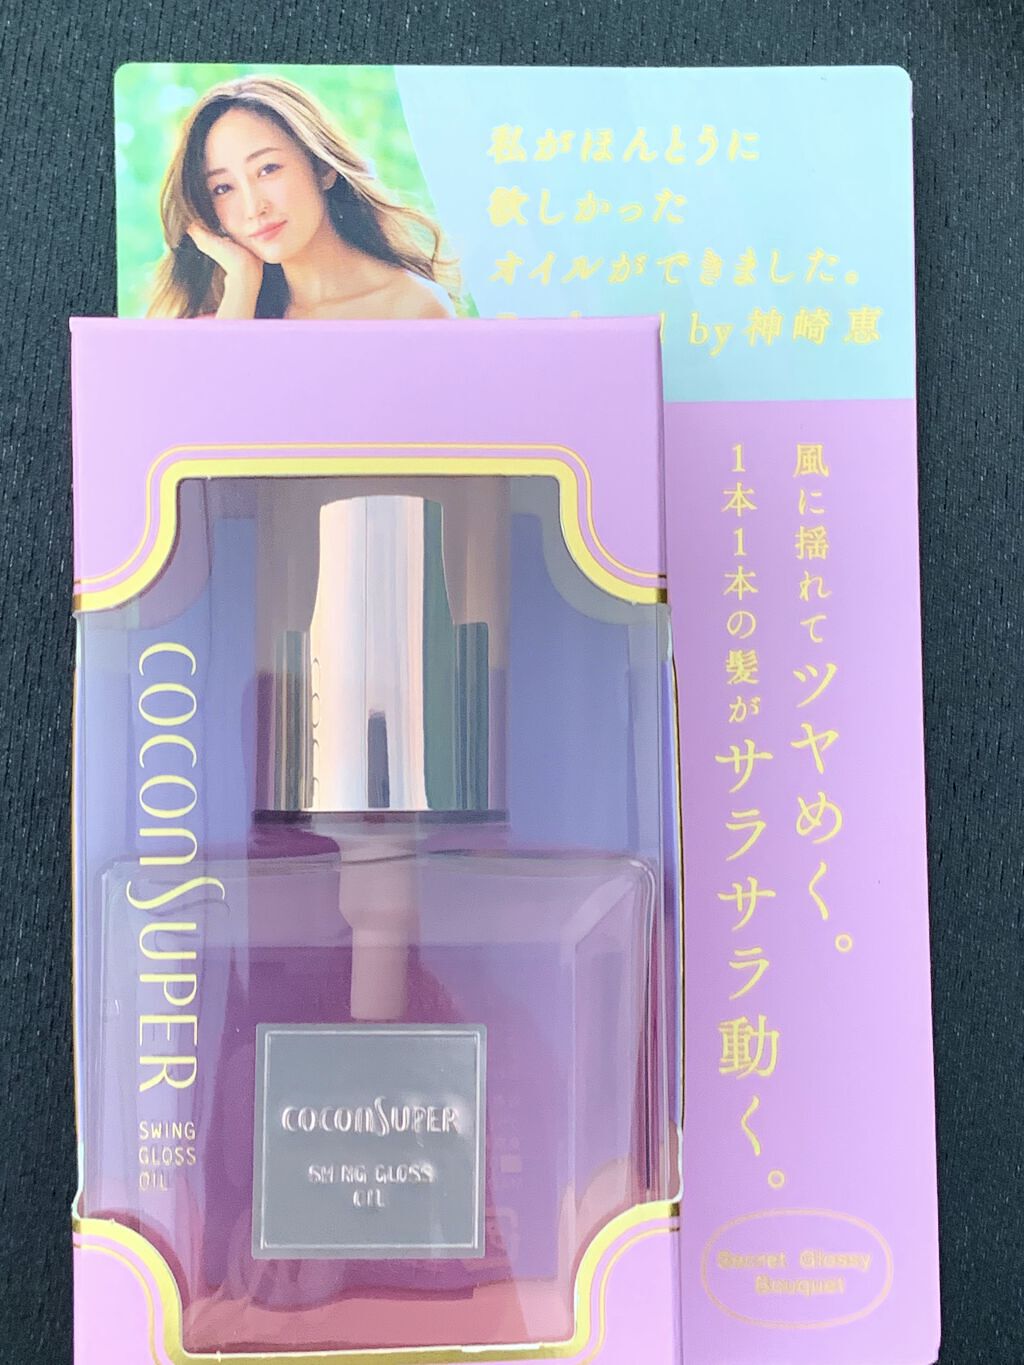 私がほんとうに
欲しかった
オイルができました。
by 神崎 恵
風に揺れてツヤめく。
1本1本の髪がサラサラ動く。
COCONSUPER
SWING
GLOSS
OIL
COCONSUPER
SWING GLOSS
OIL
Secret Glossy
Bouquet